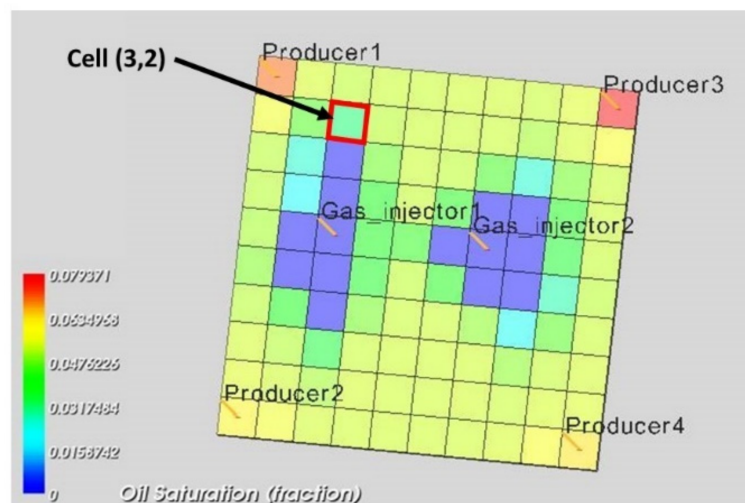 Cell (3,2)
Producer1
Producer3
Gas_injector1
Gas_injector2
0.079371
0.0634968
0.0476226
0.0317484
0.0158742
0
Producer2
Producer4
Oil Saturation (fraction)